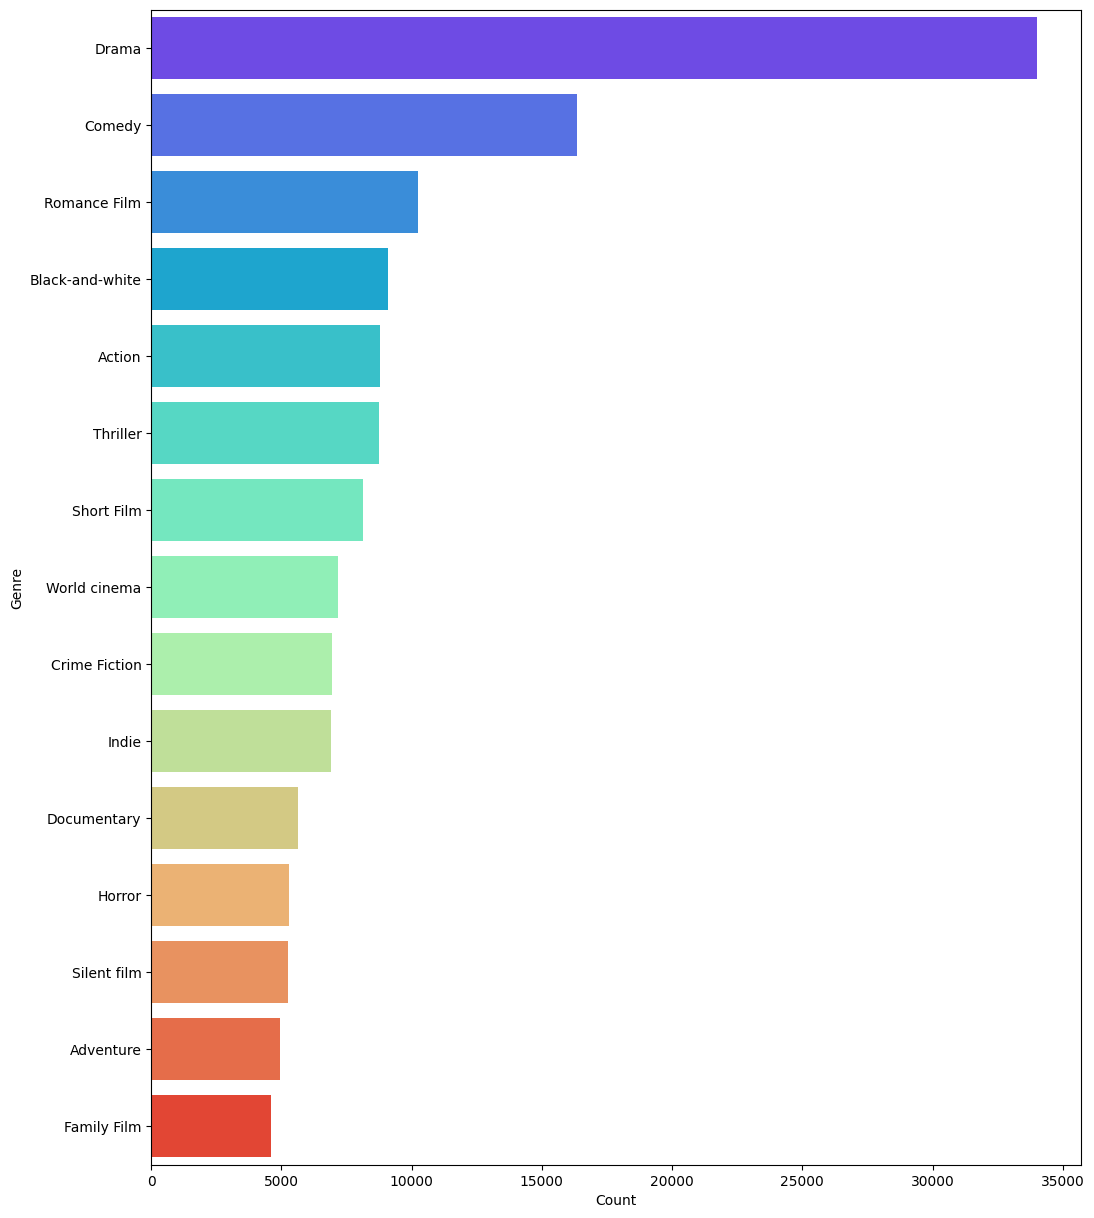 Drama
Comedy
Romance Film
Black-and-white
Action
Thriller
Short Film
World cinema
Crime Fiction
Indie
Documentary
Horror
Silent film
Adventure
Family Film
Genre
0 5000 10000 15000 20000 25000 30000 35000
Count